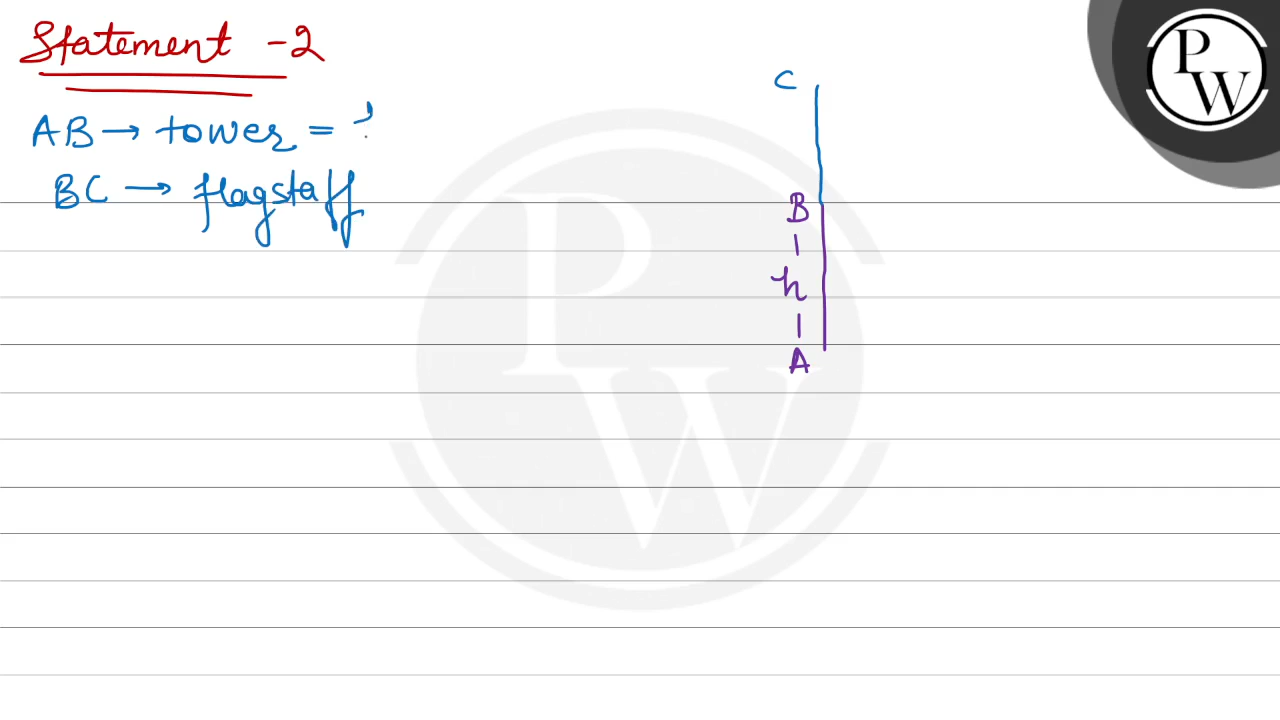 Statement - 2
AB → tower = ?
BC → flagstaff
C
B
h
A
P
W
P
W